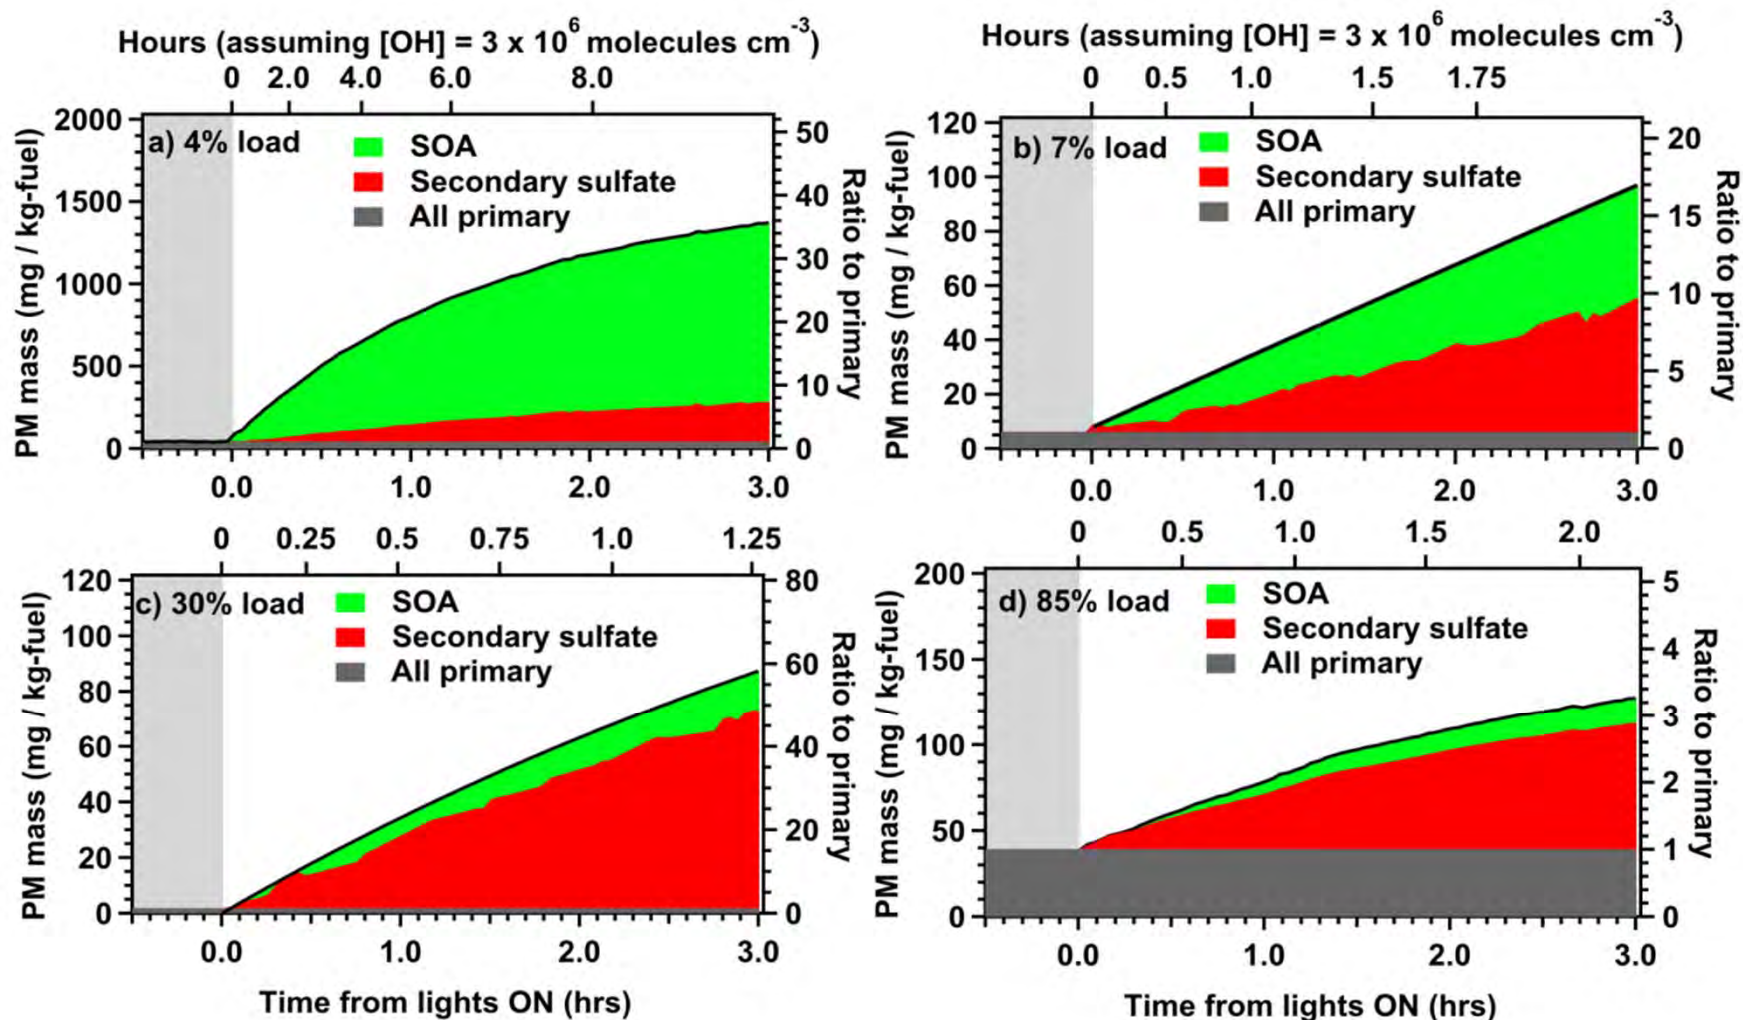 Hours (assuming [OH] = 3 x 10^6 molecules cm^-3)
0 2.0 4.0 6.0 8.0
a) 4% load
SOA
Secondary sulfate
All primary
PM mass (mg / kg-fuel)
2000
1500
1000
500
0
Ratio to primary
50
40
30
20
10
0
0.0 1.0 2.0 3.0
Hours (assuming [OH] = 3 x 10^6 molecules cm^-3)
0 0.5 1.0 1.5 1.75
b) 7% load
SOA
Secondary sulfate
All primary
PM mass (mg / kg-fuel)
120
100
80
60
40
20
0
Ratio to primary
20
15
10
5
0
0.0 1.0 2.0 3.0
0 0.25 0.5 0.75 1.0 1.25
c) 30% load
SOA
Secondary sulfate
All primary
PM mass (mg / kg-fuel)
120
100
80
60
40
20
0
Ratio to primary
80
60
40
20
0
0.0 1.0 2.0 3.0
Time from lights ON (hrs)
0 0.5 1.0 1.5 2.0
d) 85% load
SOA
Secondary sulfate
All primary
PM mass (mg / kg-fuel)
200
150
100
50
0
Ratio to primary
5
4
3
2
1
0
0.0 1.0 2.0 3.0
Time from lights ON (hrs)